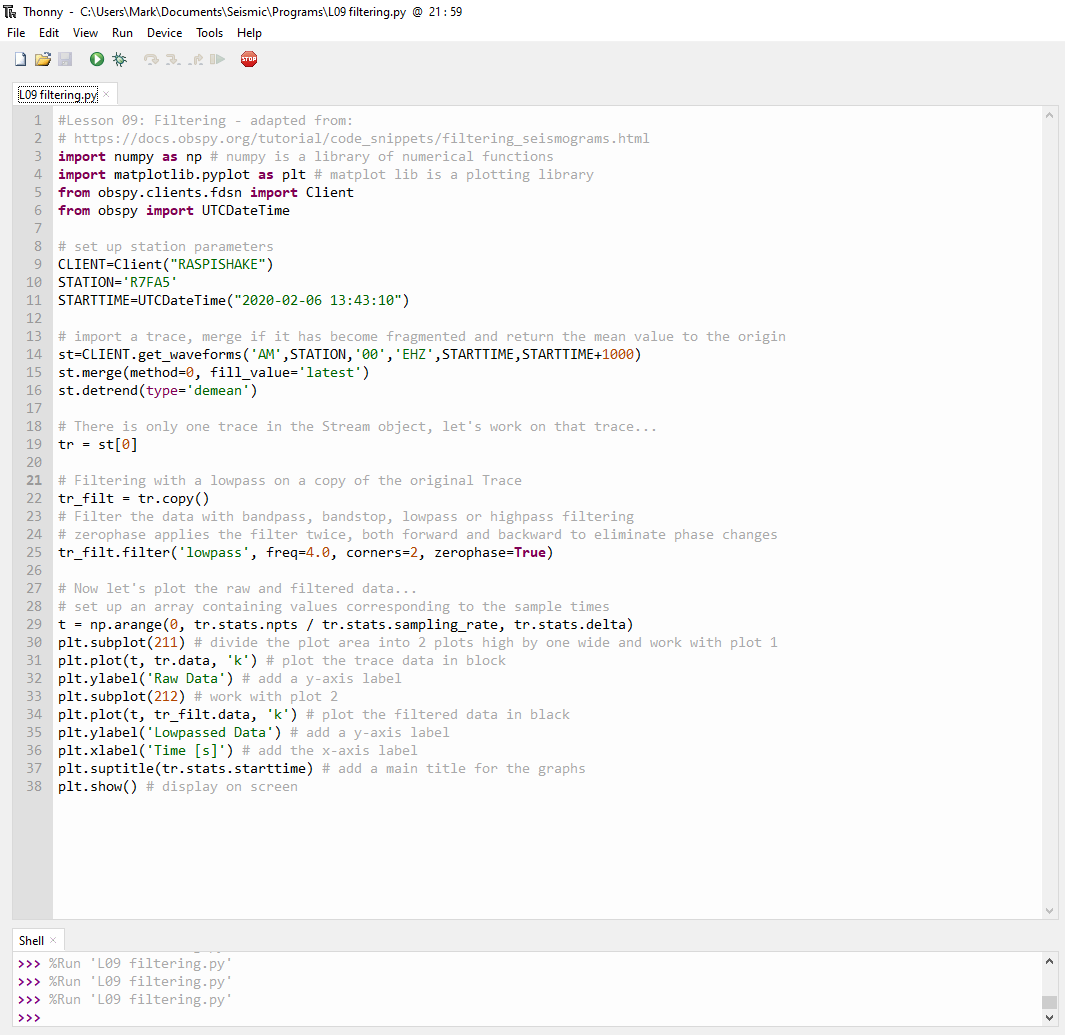 Thonny - C:\Users\Mark\Documents\Seismic\Programs\L09 filtering.py @ 21 : 59
File Edit View Run Device Tools Help
STOP
L09 filtering.py ×
1 #Lesson 09: Filtering - adapted from:
2 # https://docs.obspy.org/tutorial/code_snippets/filtering_seismograms.html
3 import numpy as np # numpy is a library of numerical functions
4 import matplotlib.pyplot as plt # matplot lib is a plotting library
5 from obspy.clients.fdsn import Client
6 from obspy import UTCDateTime
7
8 # set up station parameters
9 CLIENT=Client("RASPISHAKE")
10 STATION='R7FA5'
11 STARTTIME=UTCDateTime("2020-02-06 13:43:10")
12
13 # import a trace, merge if it has become fragmented and return the mean value to the origin
14 st=CLIENT.get_waveforms('AM',STATION,'00','EHZ',STARTTIME,STARTTIME+1000)
15 st.merge(method=0, fill_value='latest')
16 st.detrend(type='demean')
17
18 # There is only one trace in the Stream object, let's work on that trace...
19 tr = st[0]
20
21 # Filtering with a lowpass on a copy of the original Trace
22 tr_filt = tr.copy()
23 # Filter the data with bandpass, bandstop, lowpass or highpass filtering
24 # zerophase applies the filter twice, both forward and backward to eliminate phase changes
25 tr_filt.filter('lowpass', freq=4.0, corners=2, zerophase=True)
26
27 # Now let's plot the raw and filtered data...
28 # set up an array containing values corresponding to the sample times
29 t = np.arange(0, tr.stats.npts / tr.stats.sampling_rate, tr.stats.delta)
30 plt.subplot(211) # divide the plot area into 2 plots high by one wide and work with plot 1
31 plt.plot(t, tr.data, 'k') # plot the trace data in block
32 plt.ylabel('Raw Data') # add a y-axis label
33 plt.subplot(212) # work with plot 2
34 plt.plot(t, tr_filt.data, 'k') # plot the filtered data in black
35 plt.ylabel('Lowpassed Data') # add a y-axis label
36 plt.xlabel('Time [s]') # add the x-axis label
37 plt.suptitle(tr.stats.starttime) # add a main title for the graphs
38 plt.show() # display on screen
Shell ×
>>> %Run 'L09 filtering.py'
>>> %Run 'L09 filtering.py'
>>> %Run 'L09 filtering.py'
>>>